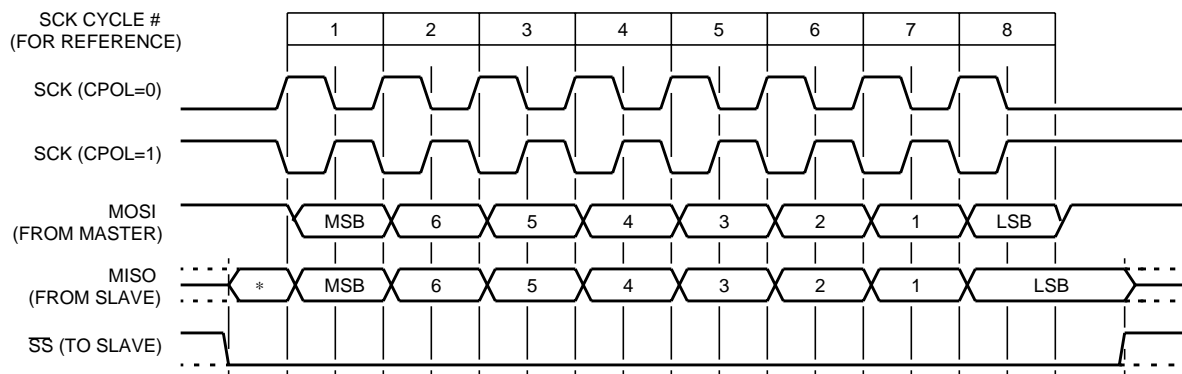 SCK CYCLE #
(FOR REFERENCE)
1 2 3 4 5 6 7 8
SCK (CPOL=0)
SCK (CPOL=1)
MOSI
(FROM MASTER)
MSB 6 5 4 3 2 1 LSB
MISO
(FROM SLAVE)
* MSB 6 5 4 3 2 1 LSB
S̅S̅ (TO SLAVE)